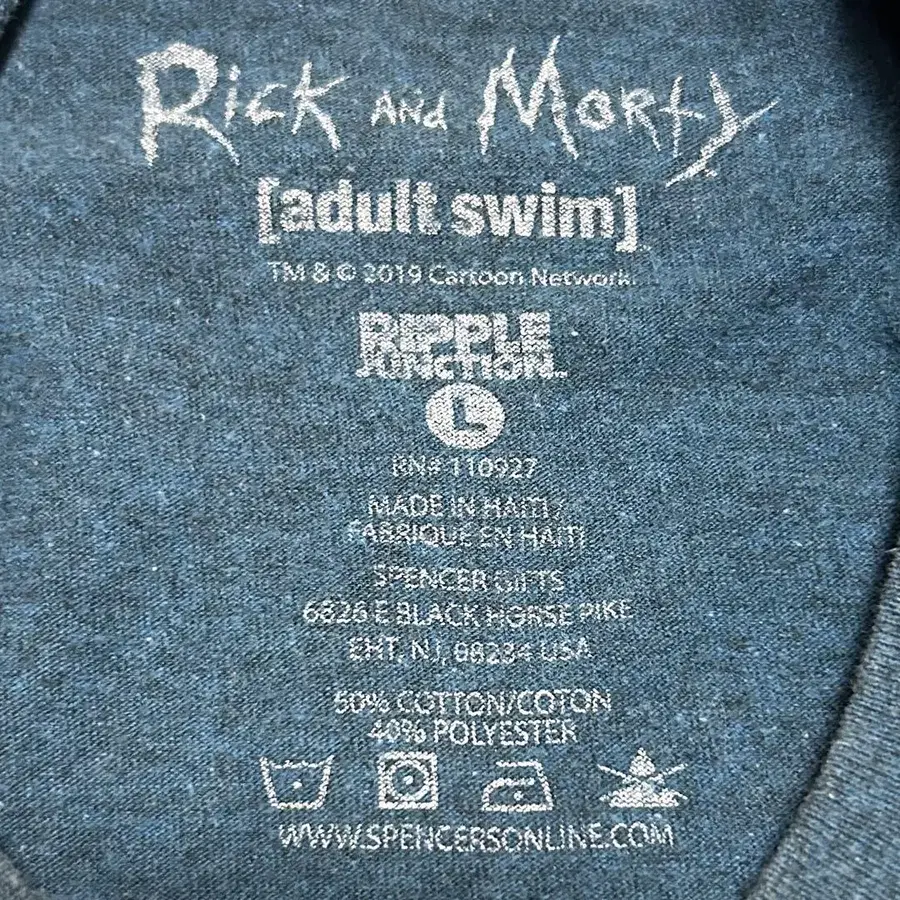 Rick and Morty
[adult swim]
TM & © 2019 Cartoon Network.
RIPPLE
JUNCTION
L
RN# 110927
MADE IN HAITI /
FABRIQUE EN HAITI
SPENCER GIFTS
6826 E BLACK HORSE PIKE
EHT, NJ, 08234 USA
COTTON/COTON
40% POLYESTER
WWW.SPENCERSONLINE.COM